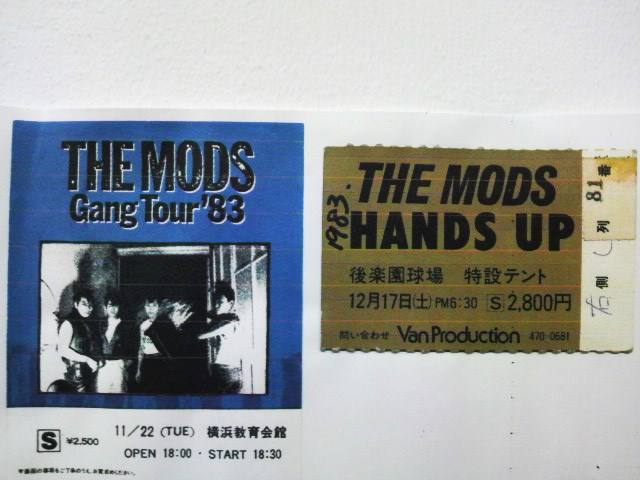 THE MODS
Gang Tour '83
S ¥2,500
11/22 (TUE) 横浜教育会館
OPEN 18:00・START 18:30
1983.
THE MODS
HANDS UP
後楽園球場 特設テント
12月17日(土) PM6:30 S 2,800円
問い合わせ Van Production 470-0681
右側 し 列 81 番